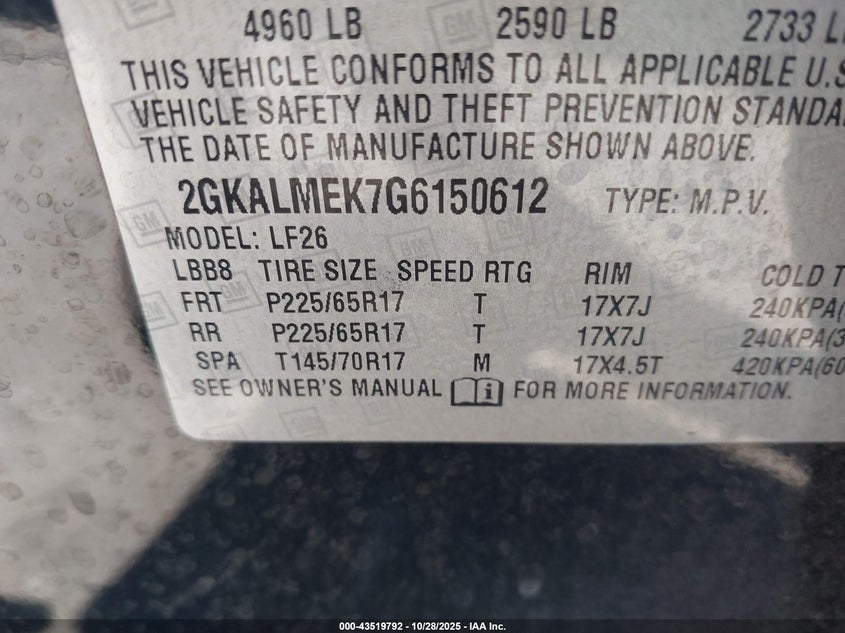 4960 LB 2590 LB 2733
THIS VEHICLE CONFORMS TO ALL APPLICABLE U.S
VEHICLE SAFETY AND THEFT PREVENTION
THE DATE OF MANUFACTURE SHOWN ABOVE.
2GKALMEK7G6150612 TYPE: M.P.V.
MODEL: LF26
LBB8 TIRE SIZE SPEED RTG RIM COLD
FRT P225/65R17 T 17X7J 240KPA(
RR P225/65R17 T 17X7J 240KPA(3
SPA T145/70R17 M 17X4.5T 420KPA(60
SEE OWNER'S MANUAL i FOR MORE INFORMATION.
000-43519792 - 10/28/2025 - IAA Inc.